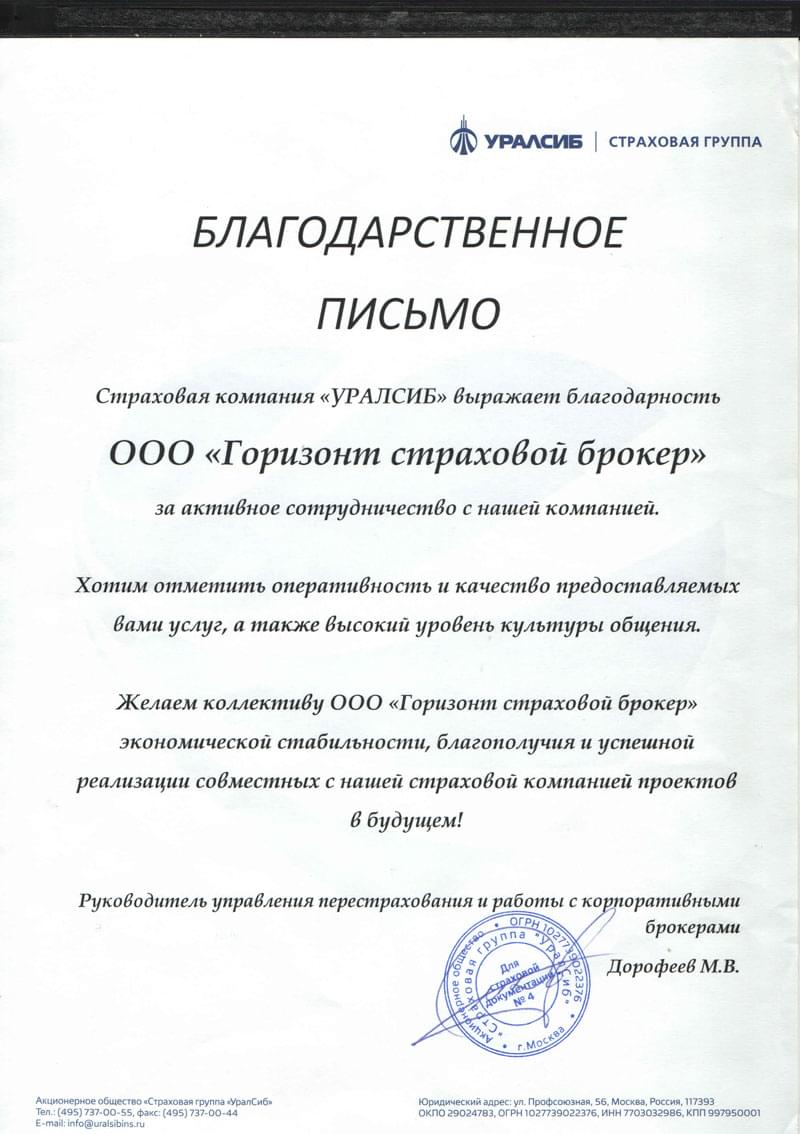 УРАЛСИБ | СТРАХОВАЯ ГРУППА
БЛАГОДАРСТВЕННОЕ
ПИСЬМО
Страховая компания «УРАЛСИБ» выражает благодарность
ООО «Горизонт страховой брокер»
за активное сотрудничество с нашей компанией.
Хотим отметить оперативность и качество предоставляемых
вами услуг, а также высокий уровень культуры общения.
Желаем коллективу ООО «Горизонт страховой брокер»
экономической стабильности, благополучия и успешной
реализации совместных с нашей страховой компанией проектов
в будущем!
Руководитель управления перестрахования и работы с корпоративными
брокерами
Дорофеев М.В.
Акционерное общество • ОГРН 1027739022376 • г.Москва •
"Страховая группа "УралСиб"
Для
страховой
документации
№ 4
Акционерное общество «Страховая группа «УралСиб»
Тел.: (495) 737-00-55, факс: (495) 737-00-44
E-mail: info@uralsibins.ru
Юридический адрес: ул. Профсоюзная, 56, Москва, Россия, 117393
ОКПО 29024783, ОГРН 1027739022376, ИНН 7703032986, КПП 997950001